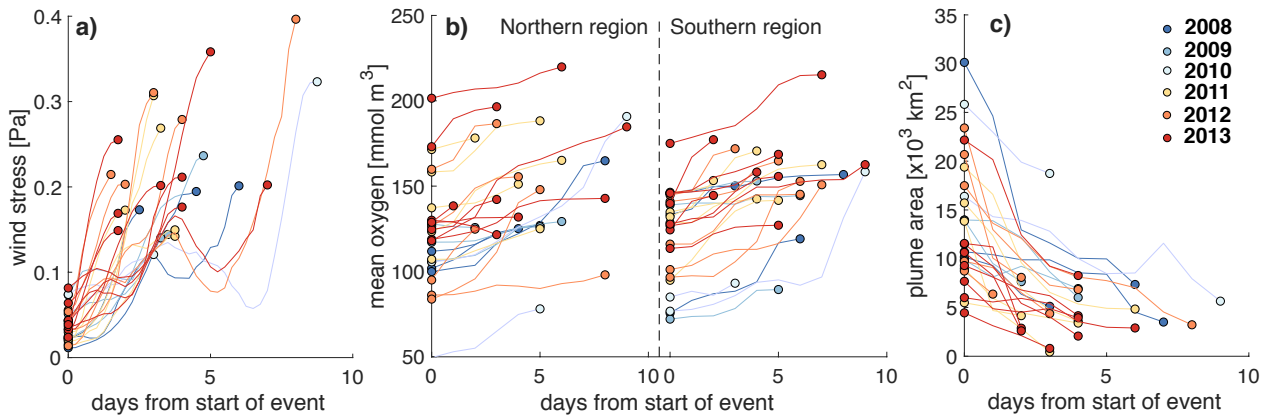 a)
wind stress [Pa]
0.4
0.3
0.2
0.1
0
0 5 10
days from start of event
b)
Northern region
Southern region
mean oxygen [mmol m³]
250
200
150
100
50
0 5 10
0 5 10
days from start of event
c)
plume area [x10³ km²]
35
30
25
20
15
10
5
0
0 5 10
days from start of event
2008
2009
2010
2011
2012
2013